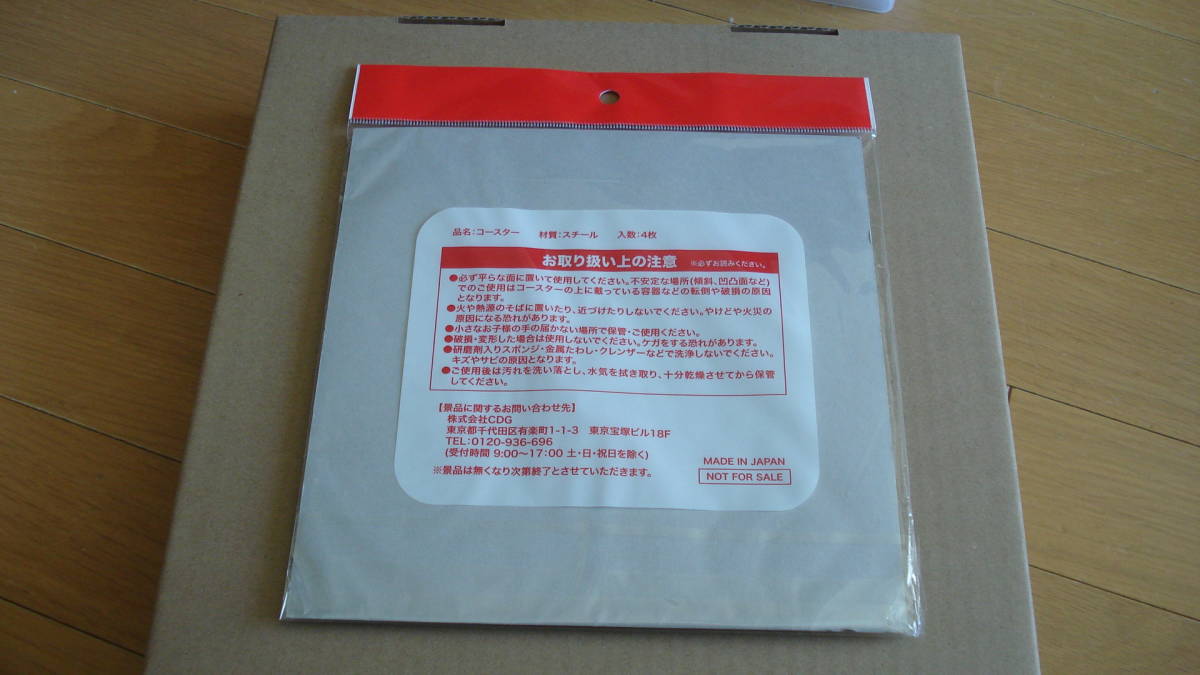 品名:コースター 材質:スチール 入数:4枚
お取り扱い上の注意 ※必ずお読みください。
●必ず平らな面に置いて使用してください。不安定な場所(傾斜、凹凸面など)
でのご使用はコースターの上に載っている容器などの転倒や破損の原因
となります。
●火や熱源のそばに置いたり、近づけたりしないでください。やけどや火災の
原因になる恐れがあります。
●小さなお子様の手の届かない場所で保管・ご使用ください。
●破損・変形した場合は使用しないでください。ケガをする恐れがあります。
●研磨剤入りスポンジ・金属たわし・クレンザーなどで洗浄しないでください。
キズやサビの原因となります。
●ご使用後は汚れを洗い落とし、水気を拭き取り、十分乾燥させてから保管
してください。
【景品に関するお問い合わせ先】
株式会社CDG
東京都千代田区有楽町1-1-3 東京宝塚ビル18F
TEL:0120-936-696
(受付時間 9:00〜17:00 土・日・祝日を除く)
※景品は無くなり次第終了とさせていただきます。
MADE IN JAPAN
NOT FOR SALE